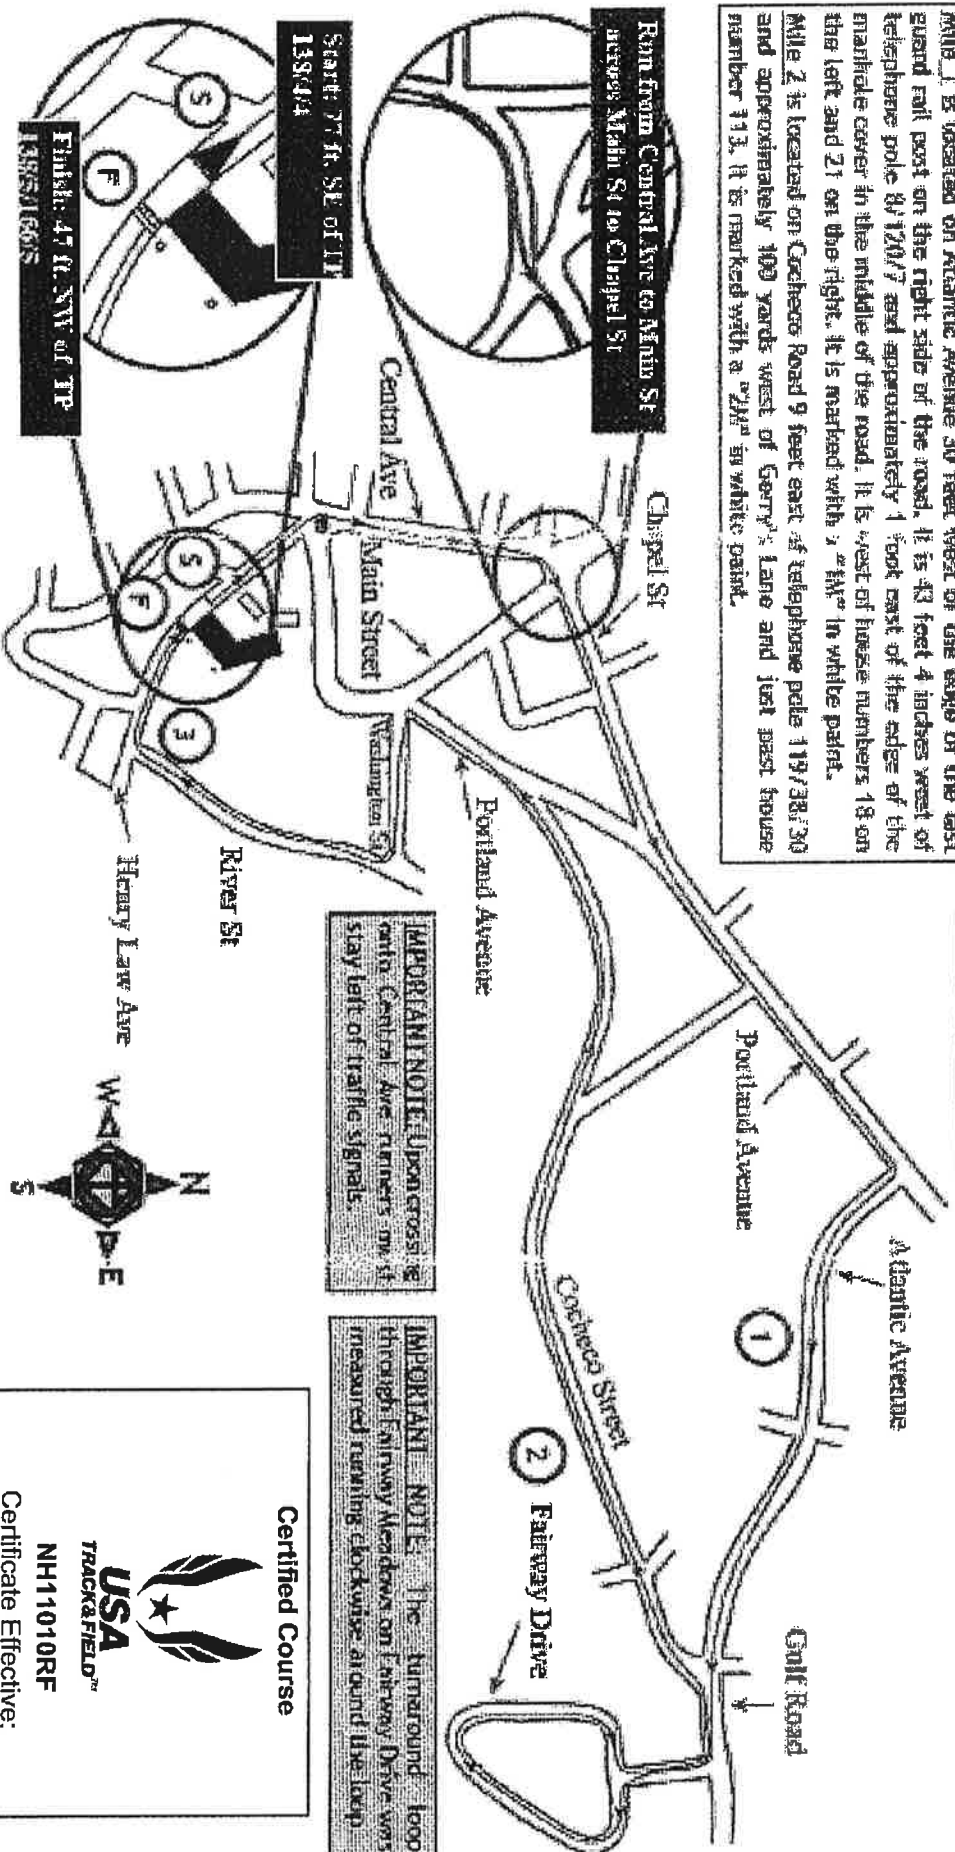 Mile 1 is located on Atlantic Avenue 30 feet west of the edge of the last
guard rail post on the right side of the road. It is 43 feet 4 inches west of
telephone pole 8/120/7 and approximately 1 foot east of the edge of the
manhole cover in the middle of the road. It is west of house numbers 18 on
the left and 21 on the right. It is marked with a "1M" in white paint.
Mile 2 is located on Cocheco Road 9 feet east of telephone pole 119/38/30
and approximately 100 yards west of Gerry's Lane and just past house
number 113. It is marked with a "2M" in white paint.
Run from Central Ave to Main St
across Main St to Chapel St
Start: 77 ft. SE of TP
Finish: 47 ft. NW of TP
S
F
Chapel St
Central Ave
Main Street
Washington St
Portland Avenue
S
F
3
River St
Henry Law Ave
Portland Avenue
Atlantic Avenue
1
Cocheco Street
2
Fairway Drive
Golf Road
IMPORTANT NOTE: Upon crossing
onto Central Ave runners must
stay left of traffic signals.
IMPORTANT NOTE: The turnaround loop
through Fairway Meadows on Fairway Drive was
measured running clockwise around the loop
N
W
E
S
Certified Course
USA
TRACK & FIELD™
NH11010RF
Certificate Effective: